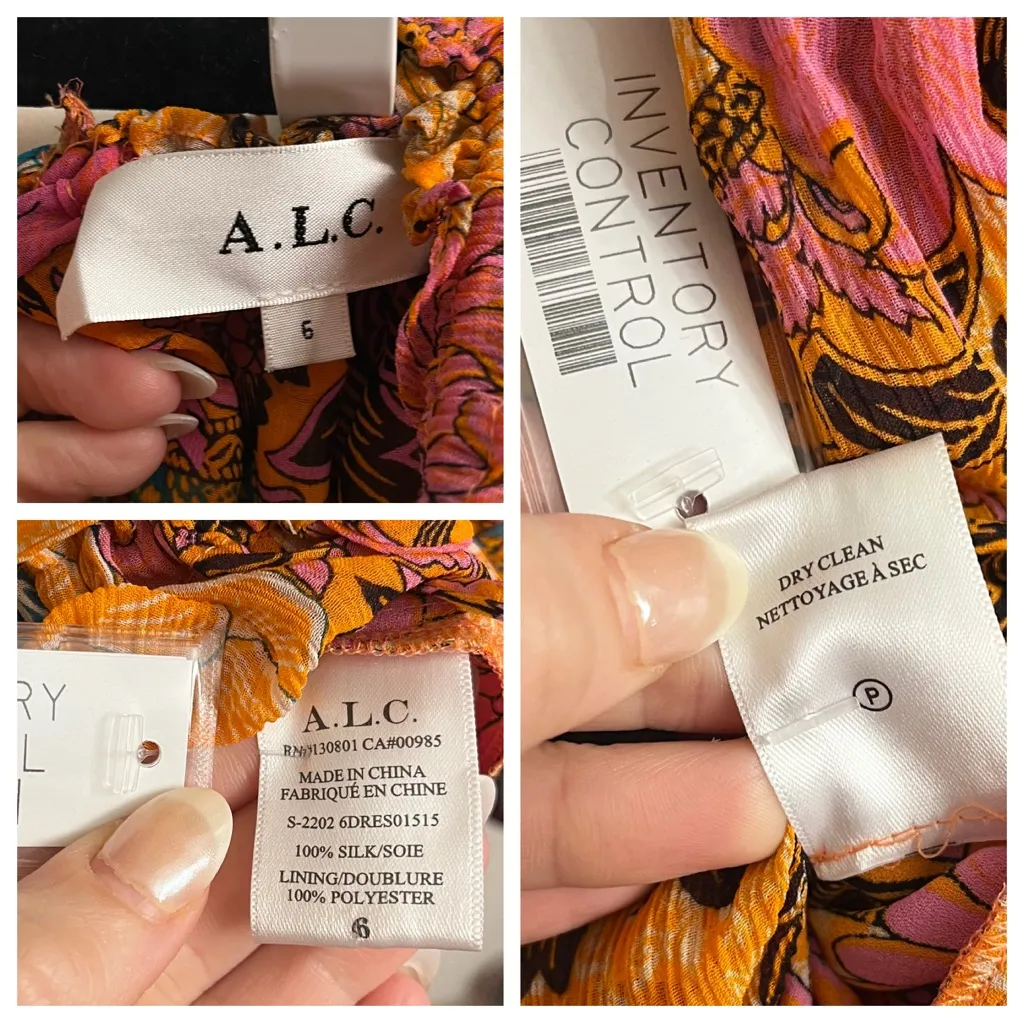 A.L.C.
6
INVENTORY
CONTROL
DRY CLEAN
NETTOYAGE À SEC
P
RY
L
A.L.C.
RN#130801 CA#00985
MADE IN CHINA
FABRIQUÉ EN CHINE
S-2202 6DRES01515
100% SILK/SOIE
LINING/DOUBLURE
100% POLYESTER
6